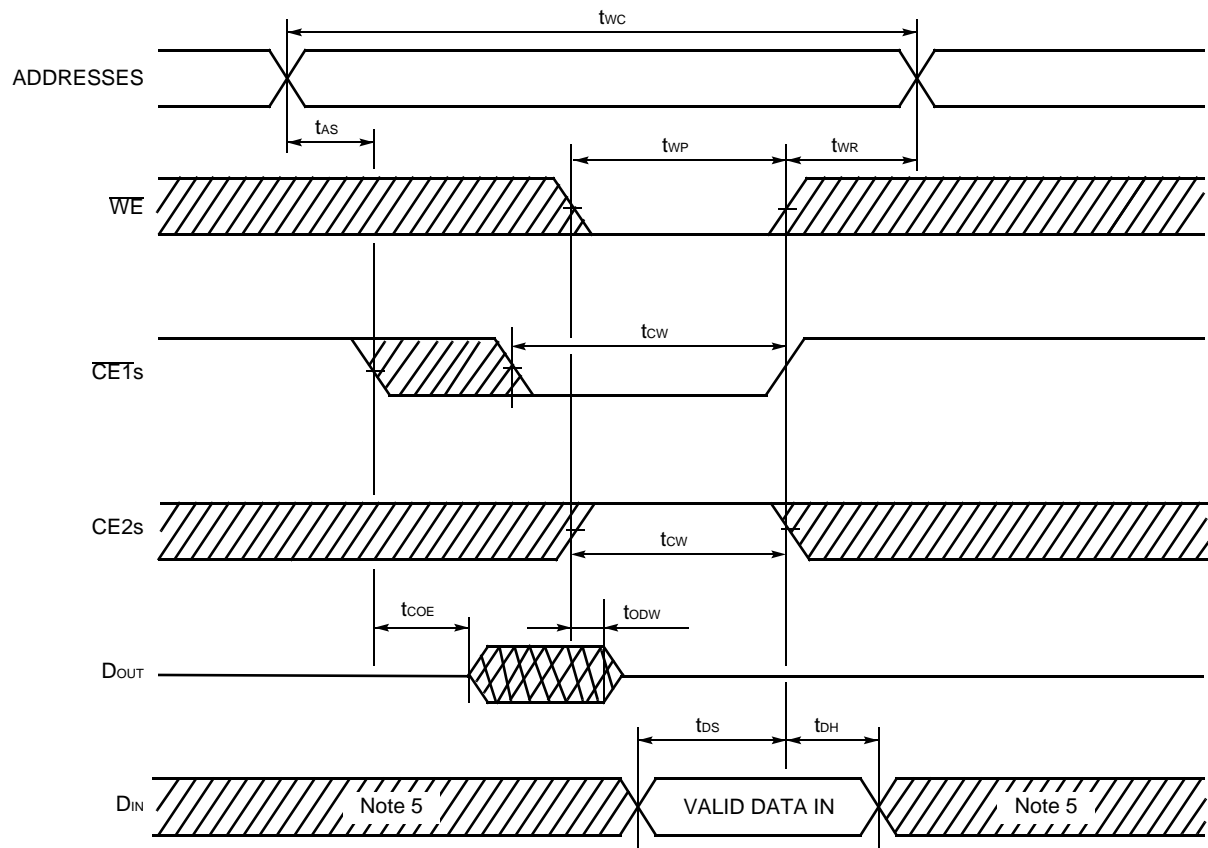 tWC
ADDRESSES
tAS
tWP
tWR
WE
tCW
CE1s
CE2s
tCW
tCOE
tODW
DOUT
tDS
tDH
DIN
Note 5
VALID DATA IN
Note 5